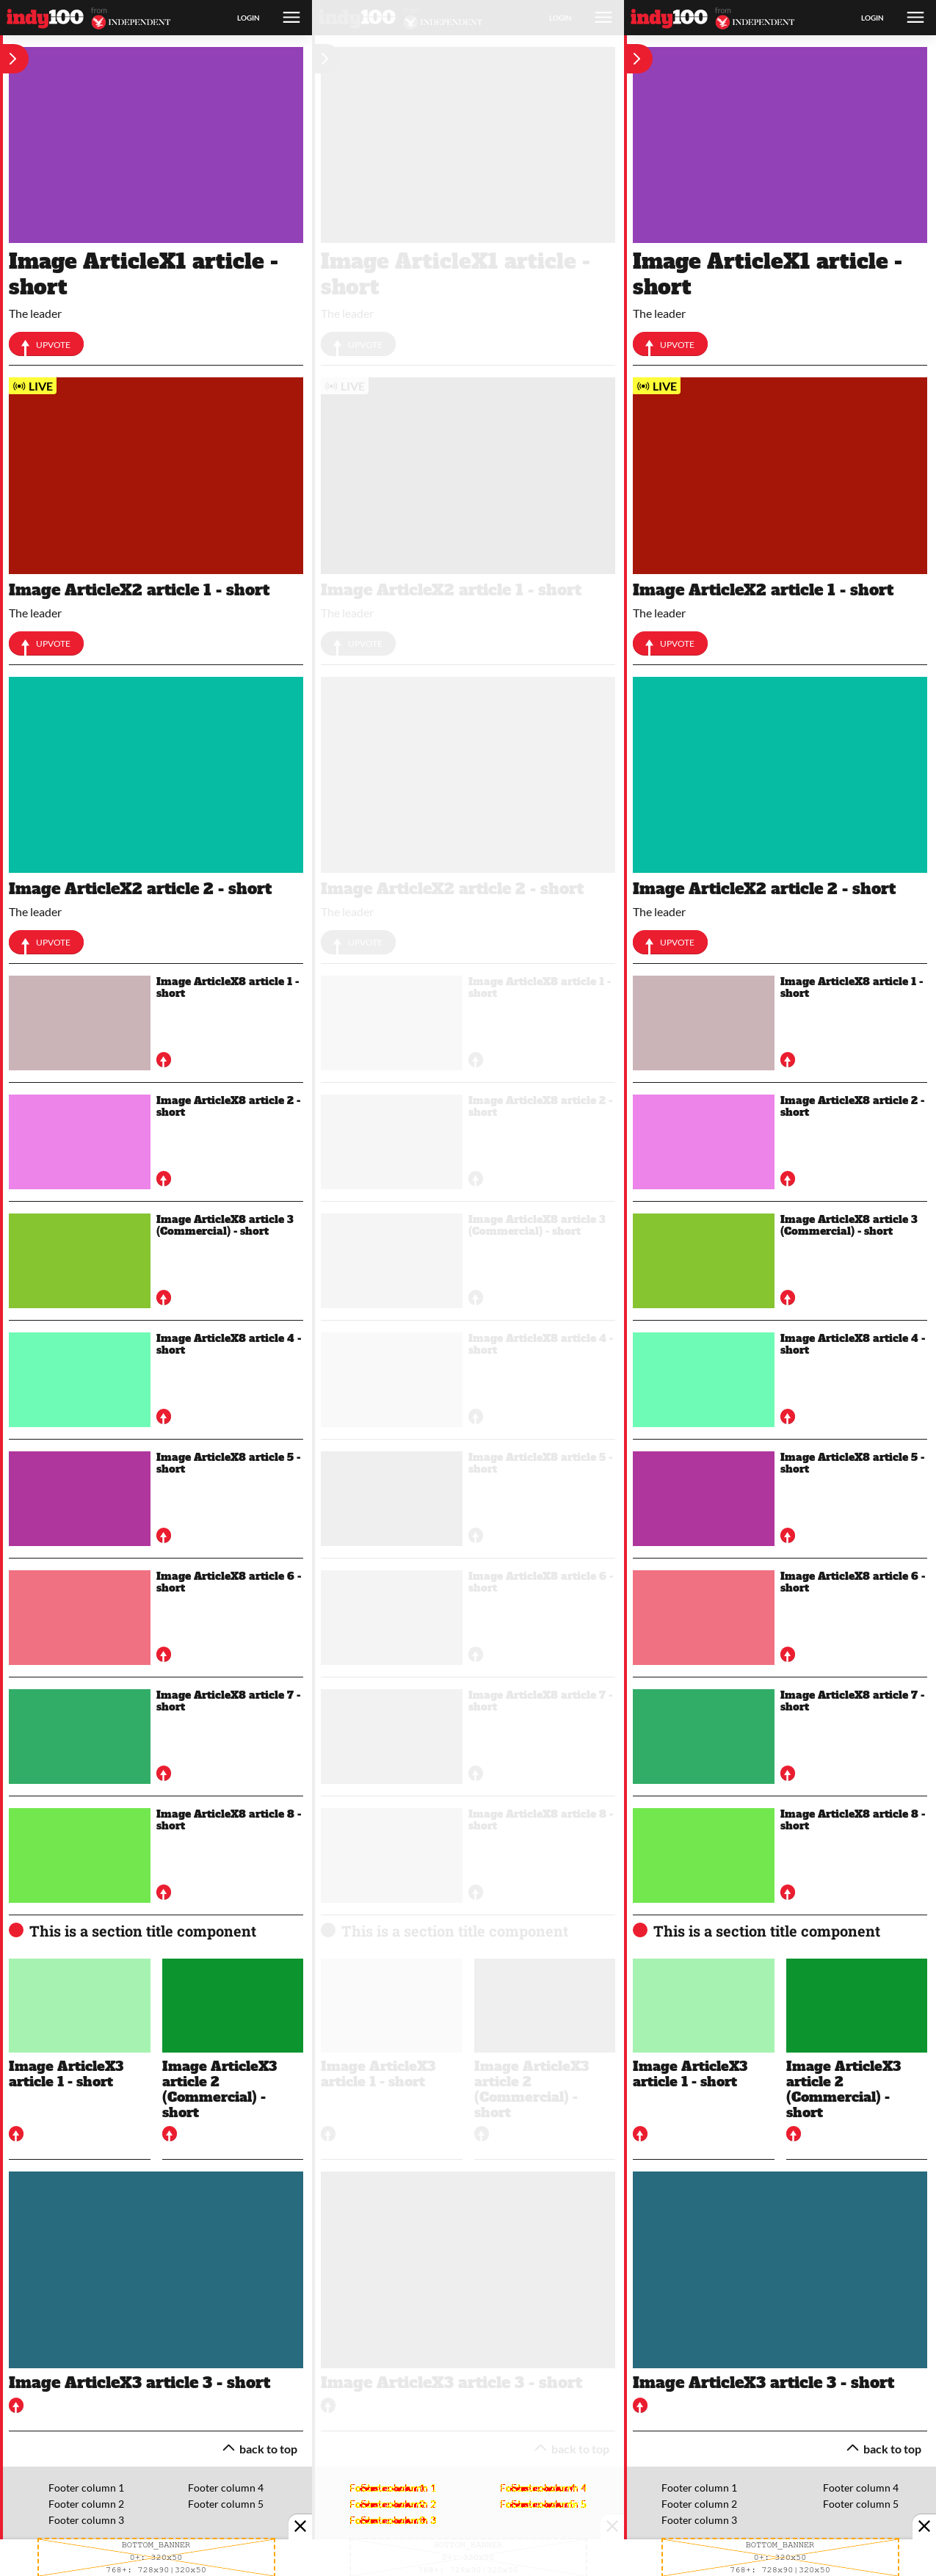 indy100
from
INDEPENDENT
LOGIN
Image ArticleX1 article -
short
The leader
UPVOTE
LIVE
Image ArticleX2 article 1 - short
The leader
UPVOTE
Image ArticleX2 article 2 - short
The leader
UPVOTE
Image ArticleX8 article 1 -
short
Image ArticleX8 article 2 -
short
Image ArticleX8 article 3
(Commercial) - short
Image ArticleX8 article 4 -
short
Image ArticleX8 article 5 -
short
Image ArticleX8 article 6 -
short
Image ArticleX8 article 7 -
short
Image ArticleX8 article 8 -
short
This is a section title component
Image ArticleX3
article 1 - short
Image ArticleX3
article 2
(Commercial) -
short
Image ArticleX3 article 3 - short
back to top
Footer column 1
Footer column 2
Footer column 3
Footer column 4
Footer column 5
BOTTOM_BANNER
0+: 320x50
768+: 728x90|320x50
indy100
INDEPENDENT
LOGIN
Image ArticleX1 article -
short
The leader
UPVOTE
LIVE
Image ArticleX2 article 1 - short
The leader
UPVOTE
Image ArticleX2 article 2 - short
The leader
UPVOTE
Image ArticleX8 article 1 -
short
Image ArticleX8 article 2 -
short
Image ArticleX8 article 3
(Commercial) - short
Image ArticleX8 article 4 -
short
Image ArticleX8 article 5 -
short
Image ArticleX8 article 6 -
short
Image ArticleX8 article 7 -
short
Image ArticleX8 article 8 -
short
This is a section title component
Image ArticleX3
article 1 - short
Image ArticleX3
article 2
(Commercial) -
short
Image ArticleX3 article 3 - short
back to top
BOTTOM_BANNER
indy100
from
INDEPENDENT
LOGIN
Image ArticleX1 article -
short
The leader
UPVOTE
LIVE
Image ArticleX2 article 1 - short
The leader
UPVOTE
Image ArticleX2 article 2 - short
The leader
UPVOTE
Image ArticleX8 article 1 -
short
Image ArticleX8 article 2 -
short
Image ArticleX8 article 3
(Commercial) - short
Image ArticleX8 article 4 -
short
Image ArticleX8 article 5 -
short
Image ArticleX8 article 6 -
short
Image ArticleX8 article 7 -
short
Image ArticleX8 article 8 -
short
This is a section title component
Image ArticleX3
article 1 - short
Image ArticleX3
article 2
(Commercial) -
short
Image ArticleX3 article 3 - short
back to top
Footer column 1
Footer column 2
Footer column 3
Footer column 4
Footer column 5
BOTTOM_BANNER
0+: 320x50
768+: 728x90|320x50